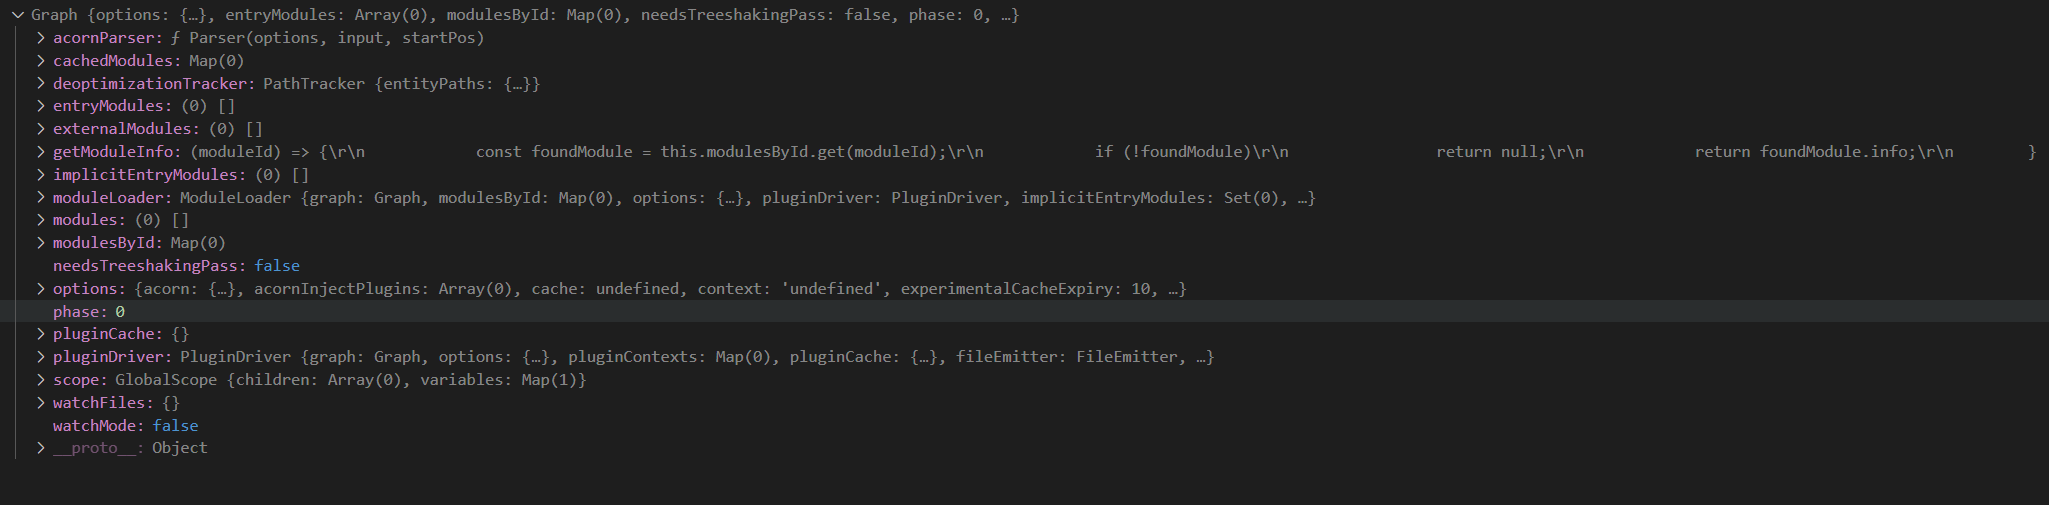 Graph {options: {…}, entryModules: Array(0), modulesById: Map(0), needsTreeshakingPass: false, phase: 0, …}
acornParser: ƒ Parser(options, input, startPos)
cachedModules: Map(0)
deoptimizationTracker: PathTracker {entityPaths: {…}}
entryModules: (0) []
externalModules: (0) []
getModuleInfo: (moduleId) => {\r\n            const foundModule = this.modulesById.get(moduleId);\r\n            if (!foundModule)\r\n                return null;\r\n            return foundModule.info;\r\n        }
implicitEntryModules: (0) []
moduleLoader: ModuleLoader {graph: Graph, modulesById: Map(0), options: {…}, pluginDriver: PluginDriver, implicitEntryModules: Set(0), …}
modules: (0) []
modulesById: Map(0)
needsTreeshakingPass: false
options: {acorn: {…}, acornInjectPlugins: Array(0), cache: undefined, context: 'undefined', experimentalCacheExpiry: 10, …}
phase: 0
pluginCache: {}
pluginDriver: PluginDriver {graph: Graph, options: {…}, pluginContexts: Map(0), pluginCache: {…}, fileEmitter: FileEmitter, …}
scope: GlobalScope {children: Array(0), variables: Map(1)}
watchFiles: {}
watchMode: false
__proto__: Object